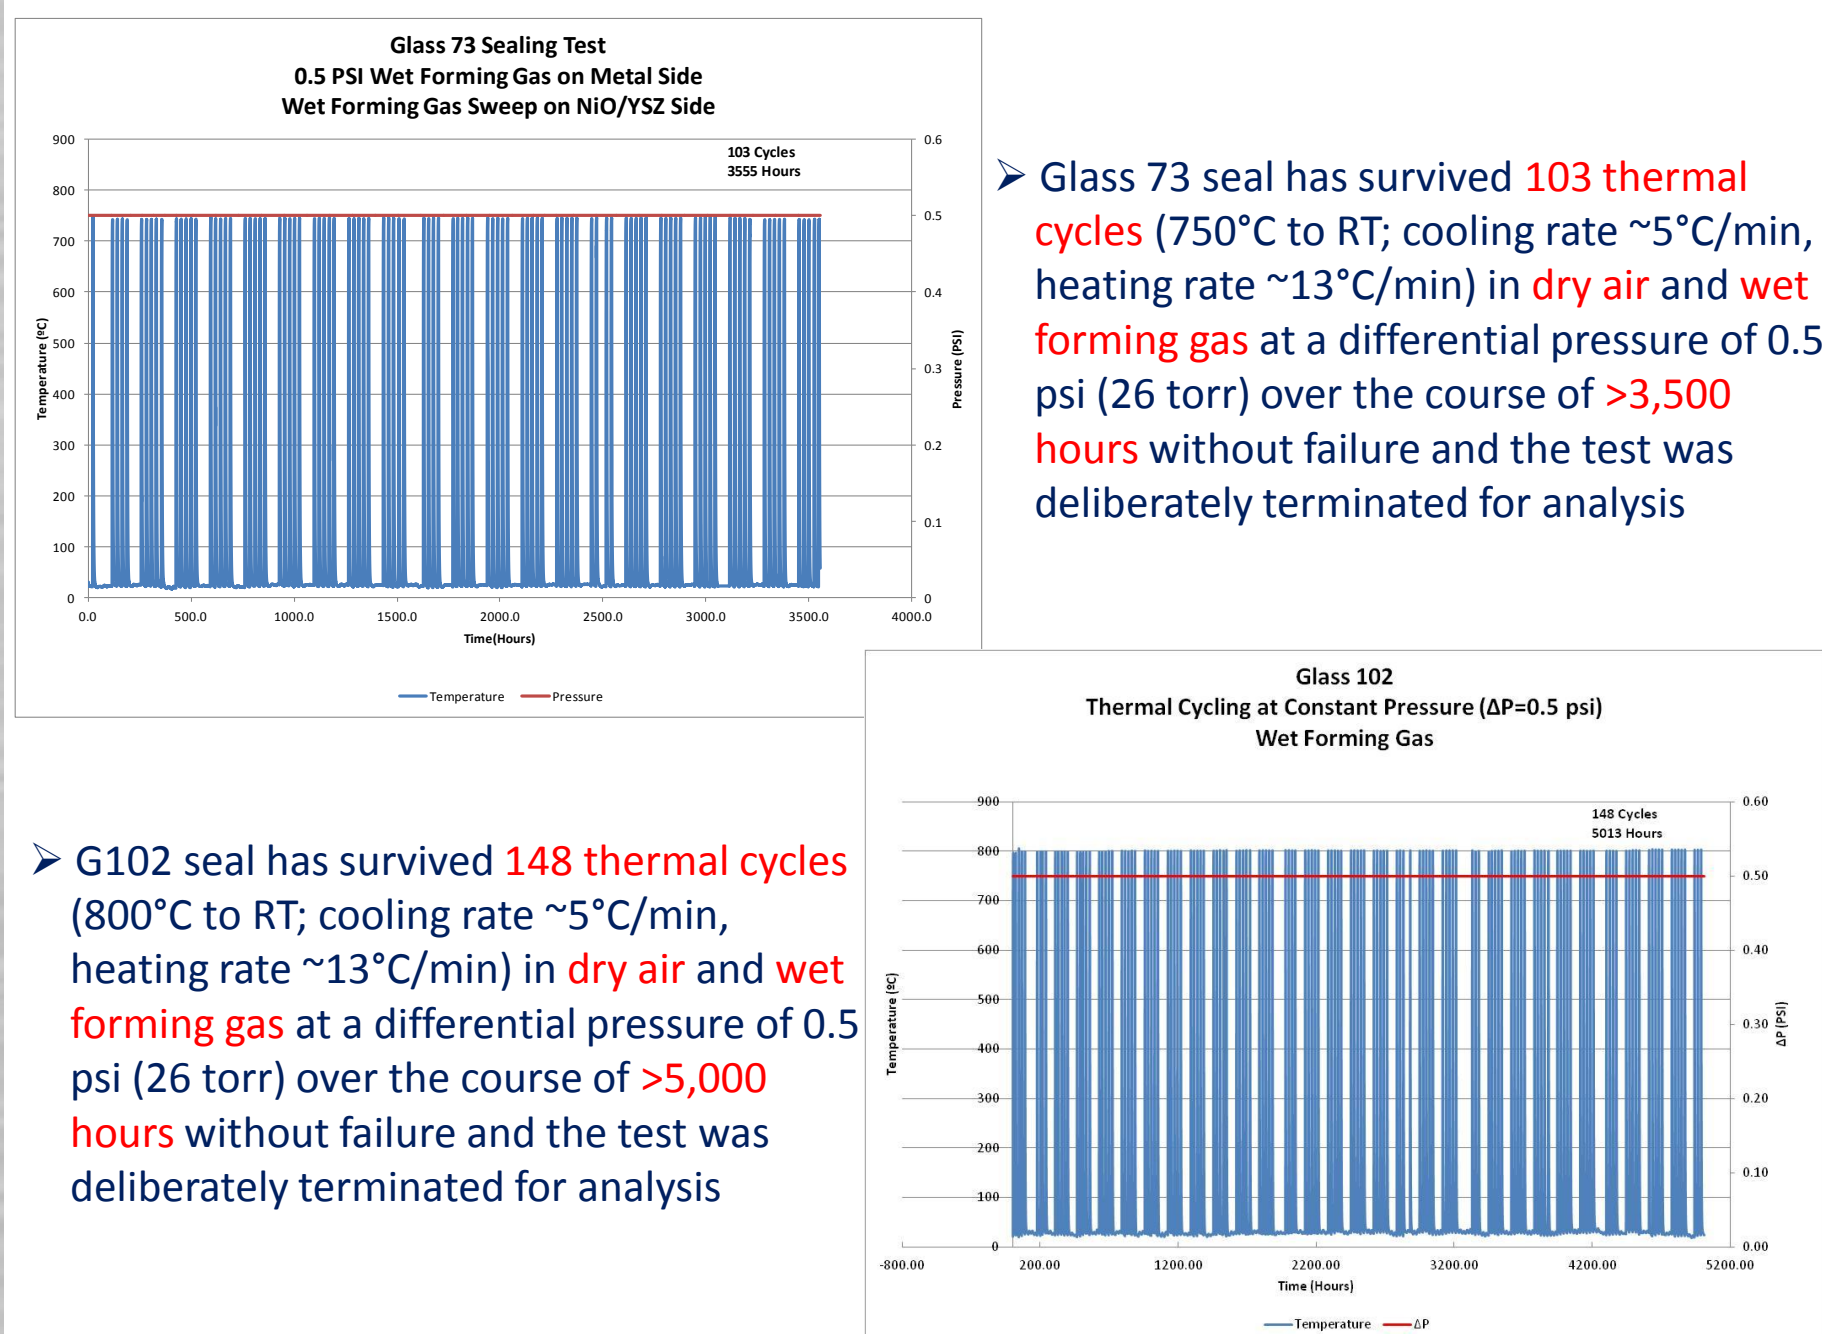 Glass 73 Sealing Test
0.5 PSI Wet Forming Gas on Metal Side
Wet Forming Gas Sweep on NiO/YSZ Side
103 Cycles
3555 Hours
900
800
700
600
500
400
300
200
100
0
Temperature (ºC)
0.6
0.5
0.4
0.3
0.2
0.1
0
Pressure (PSI)
0.0 500.0 1000.0 1500.0 2000.0 2500.0 3000.0 3500.0 4000.0
Time(Hours)
Temperature Pressure
➢ Glass 73 seal has survived 103 thermal
cycles (750°C to RT; cooling rate ~5°C/min,
heating rate ~13°C/min) in dry air and wet
forming gas at a differential pressure of 0.5
psi (26 torr) over the course of >3,500
hours without failure and the test was
deliberately terminated for analysis
➢ G102 seal has survived 148 thermal cycles
(800°C to RT; cooling rate ~5°C/min,
heating rate ~13°C/min) in dry air and wet
forming gas at a differential pressure of 0.5
psi (26 torr) over the course of >5,000
hours without failure and the test was
deliberately terminated for analysis
Glass 102
Thermal Cycling at Constant Pressure (ΔP=0.5 psi)
Wet Forming Gas
148 Cycles
5013 Hours
900
800
700
600
500
400
300
200
100
0
Temperature (ºC)
0.60
0.50
0.40
0.30
0.20
0.10
0.00
ΔP (PSI)
-800.00 200.00 1200.00 2200.00 3200.00 4200.00 5200.00
Time (Hours)
Temperature ΔP